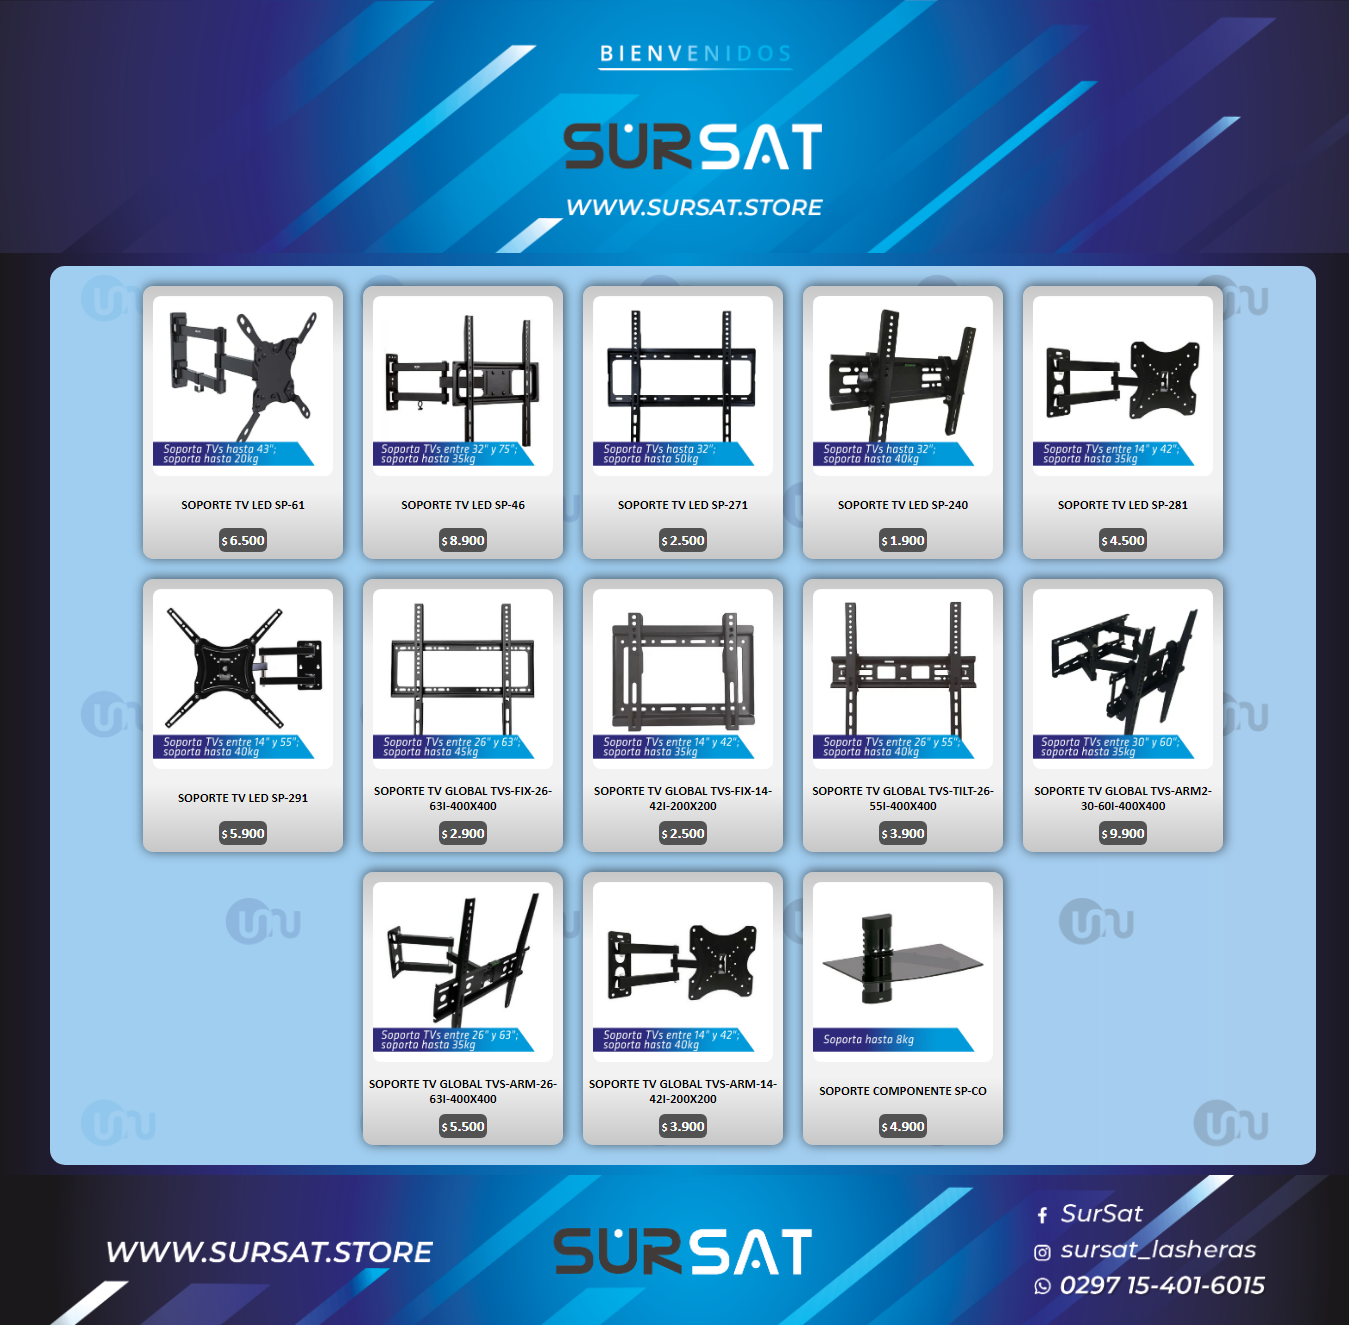 BIENVENIDOS
SURSAT
WWW.SURSAT.STORE
Soporta TVs hasta 43";
soporta hasta 20kg
SOPORTE TV LED SP-61
$ 6.500
Soporta TVs entre 32" y 75";
soporta hasta 35kg
SOPORTE TV LED SP-46
$ 8.900
Soporta TVs hasta 32";
soporta hasta 50kg
SOPORTE TV LED SP-271
$ 2.500
Soporta TVs hasta 32";
soporta hasta 40kg
SOPORTE TV LED SP-240
$ 1.900
Soporta TVs entre 14" y 42";
soporta hasta 35kg
SOPORTE TV LED SP-281
$ 4.500
Soporta TVs entre 14" y 55";
soporta hasta 40kg
SOPORTE TV LED SP-291
$ 5.900
Soporta TVs entre 26" y 63";
soporta hasta 45kg
SOPORTE TV GLOBAL TVS-FIX-26-
63I-400X400
$ 2.900
Soporta TVs entre 14" y 42";
soporta hasta 35kg
SOPORTE TV GLOBAL TVS-FIX-14-
42I-200X200
$ 2.500
Soporta TVs entre 26" y 55";
soporta hasta 40kg
SOPORTE TV GLOBAL TVS-TILT-26-
55I-400X400
$ 3.900
Soporta TVs entre 30" y 60";
soporta hasta 35kg
SOPORTE TV GLOBAL TVS-ARM2-
30-60I-400X400
$ 9.900
Soporta TVs entre 26" y 63";
soporta hasta 35kg
SOPORTE TV GLOBAL TVS-ARM-26-
63I-400X400
$ 5.500
Soporta TVs entre 14" y 42";
soporta hasta 40kg
SOPORTE TV GLOBAL TVS-ARM-14-
42I-200X200
$ 3.900
Soporta hasta 8kg
SOPORTE COMPONENTE SP-CO
$ 4.900
WWW.SURSAT.STORE
SURSAT
SurSat
sursat_lasheras
0297 15-401-6015